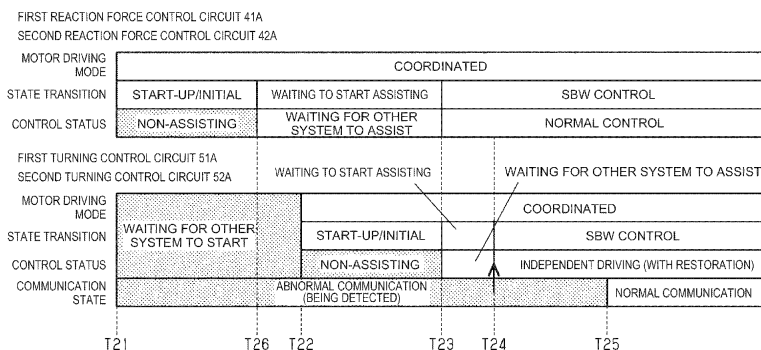 FIRST REACTION FORCE CONTROL CIRCUIT 41A
SECOND REACTION FORCE CONTROL CIRCUIT 42A
MOTOR DRIVING
MODE
COORDINATED
STATE TRANSITION
START-UP/INITIAL
WAITING TO START ASSISTING
SBW CONTROL
CONTROL STATUS
NON-ASSISTING
WAITING FOR OTHER
SYSTEM TO ASSIST
NORMAL CONTROL
FIRST TURNING CONTROL CIRCUIT 51A
SECOND TURNING CONTROL CIRCUIT 52A
WAITING TO START ASSISTING
WAITING FOR OTHER SYSTEM TO ASSIST
MOTOR DRIVING
MODE
WAITING FOR OTHER
SYSTEM TO START
COORDINATED
STATE TRANSITION
START-UP/INITIAL
SBW CONTROL
CONTROL STATUS
NON-ASSISTING
INDEPENDENT DRIVING (WITH RESTORATION)
COMMUNICATION
STATE
ABNORMAL COMMUNICATION
(BEING DETECTED)
NORMAL COMMUNICATION
T21 T26 T22 T23 T24 T25